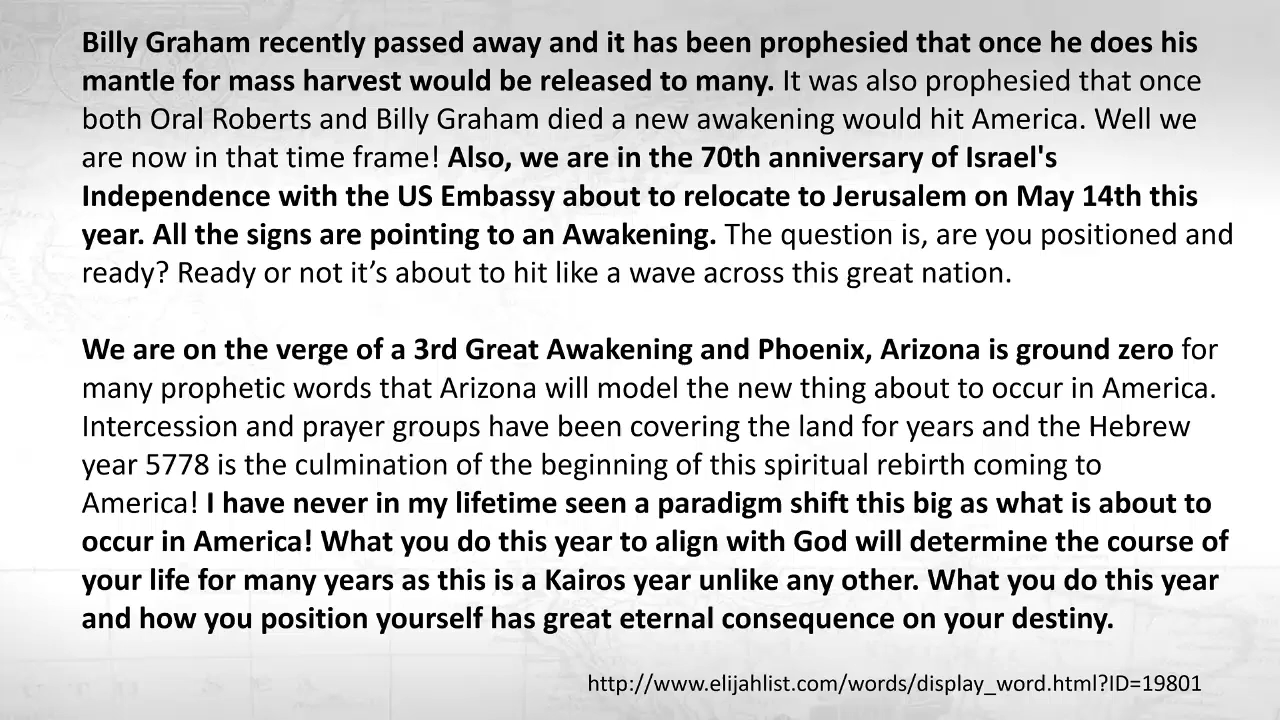 Billy Graham recently passed away and it has been prophesied that once he does his
mantle for mass harvest would be released to many. It was also prophesied that once
both Oral Roberts and Billy Graham died a new awakening would hit America. Well we
are now in that time frame! Also, we are in the 70th anniversary of Israel's
Independence with the US Embassy about to relocate to Jerusalem on May 14th this
year. All the signs are pointing to an Awakening. The question is, are you positioned and
ready? Ready or not it’s about to hit like a wave across this great nation.
We are on the verge of a 3rd Great Awakening and Phoenix, Arizona is ground zero for
many prophetic words that Arizona will model the new thing about to occur in America.
Intercession and prayer groups have been covering the land for years and the Hebrew
year 5778 is the culmination of the beginning of this spiritual rebirth coming to
America! I have never in my lifetime seen a paradigm shift this big as what is about to
occur in America! What you do this year to align with God will determine the course of
your life for many years as this is a Kairos year unlike any other. What you do this year
and how you position yourself has great eternal consequence on your destiny.
http://www.elijahlist.com/words/display_word.html?ID=19801